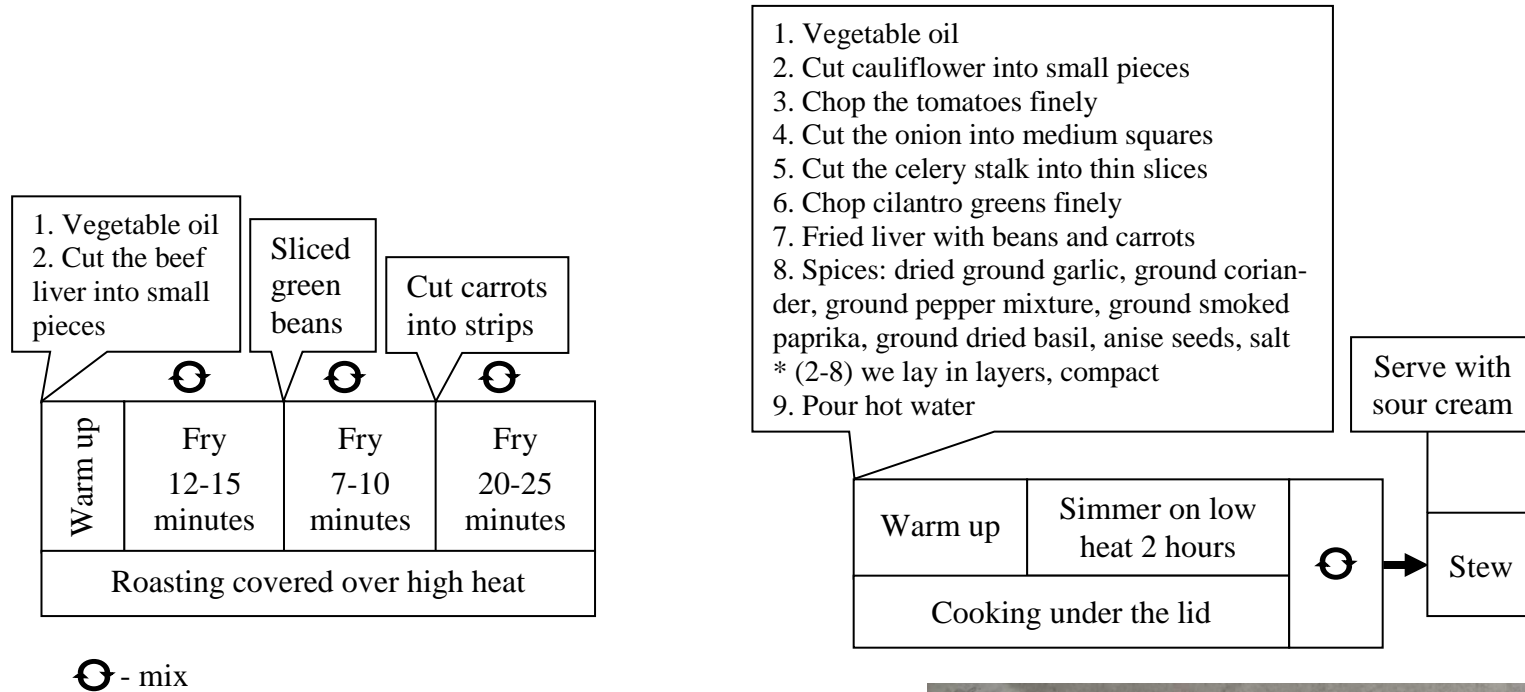 1. Vegetable oil
2. Cut the beef
liver into small
pieces
Sliced
green
beans
Cut carrots
into strips
Warm up
Fry
12-15
minutes
Fry
7-10
minutes
Fry
20-25
minutes
Roasting covered over high heat
- mix
1. Vegetable oil
2. Cut cauliflower into small pieces
3. Chop the tomatoes finely
4. Cut the onion into medium squares
5. Cut the celery stalk into thin slices
6. Chop cilantro greens finely
7. Fried liver with beans and carrots
8. Spices: dried ground garlic, ground corian-
der, ground pepper mixture, ground smoked
paprika, ground dried basil, anise seeds, salt
* (2-8) we lay in layers, compact
9. Pour hot water
Warm up
Simmer on low
heat 2 hours
Cooking under the lid
Serve with
sour cream
Stew